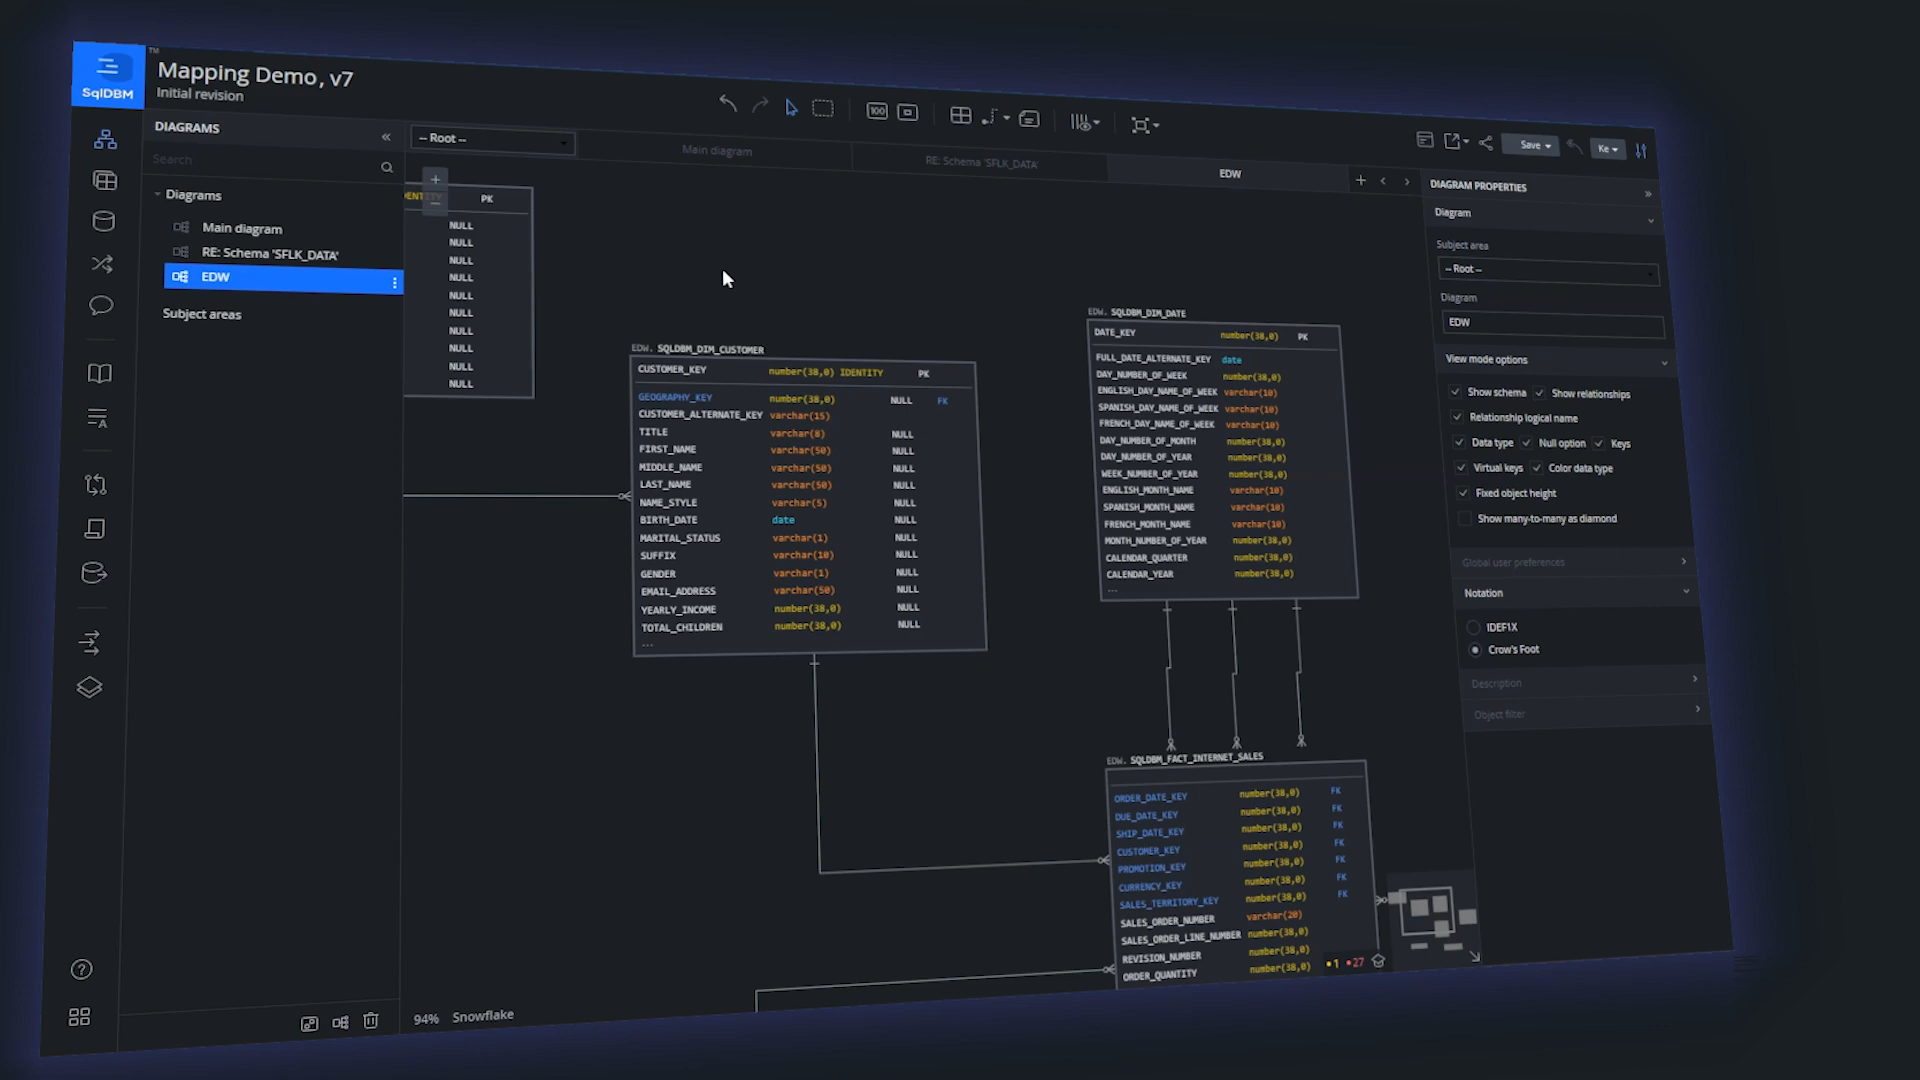 SqlDBM
TM
Mapping Demo, v7
Initial revision
100
Save
Ke
DIAGRAMS
Search
Diagrams
Main diagram
RE: Schema 'SFLK_DATA'
EDW
Subject areas
-- Root --
Main diagram
RE: Schema 'SFLK_DATA'
EDW
IDENTITY PK
NULL
NULL
NULL
NULL
NULL
NULL
NULL
NULL
NULL
NULL
EDW. SQLDBM_DIM_CUSTOMER
CUSTOMER_KEY number(38,0) IDENTITY PK
GEOGRAPHY_KEY number(38,0) NULL FK
CUSTOMER_ALTERNATE_KEY varchar(15)
TITLE varchar(8) NULL
FIRST_NAME varchar(50) NULL
MIDDLE_NAME varchar(50) NULL
LAST_NAME varchar(50) NULL
NAME_STYLE varchar(5) NULL
BIRTH_DATE date NULL
MARITAL_STATUS varchar(1) NULL
SUFFIX varchar(10) NULL
GENDER varchar(1) NULL
EMAIL_ADDRESS varchar(50) NULL
YEARLY_INCOME number(38,0) NULL
TOTAL_CHILDREN number(38,0) NULL
...
EDW. SQLDBM_DIM_DATE
DATE_KEY number(38,0) PK
FULL_DATE_ALTERNATE_KEY date
DAY_NUMBER_OF_WEEK number(38,0)
ENGLISH_DAY_NAME_OF_WEEK varchar(10)
SPANISH_DAY_NAME_OF_WEEK varchar(10)
FRENCH_DAY_NAME_OF_WEEK varchar(10)
DAY_NUMBER_OF_MONTH number(38,0)
DAY_NUMBER_OF_YEAR number(38,0)
WEEK_NUMBER_OF_YEAR number(38,0)
ENGLISH_MONTH_NAME varchar(10)
SPANISH_MONTH_NAME varchar(10)
FRENCH_MONTH_NAME varchar(10)
MONTH_NUMBER_OF_YEAR number(38,0)
CALENDAR_QUARTER number(38,0)
CALENDAR_YEAR number(38,0)
...
EDW. SQLDBM_FACT_INTERNET_SALES
ORDER_DATE_KEY number(38,0) FK
DUE_DATE_KEY number(38,0) FK
SHIP_DATE_KEY number(38,0) FK
CUSTOMER_KEY number(38,0) FK
PROMOTION_KEY number(38,0) FK
CURRENCY_KEY number(38,0) FK
SALES_TERRITORY_KEY number(38,0) FK
SALES_ORDER_NUMBER varchar(20)
SALES_ORDER_LINE_NUMBER number(38,0)
REVISION_NUMBER number(38,0)
ORDER_QUANTITY number(38,0)
1 27
94% Snowflake
DIAGRAM PROPERTIES
Diagram
Subject area
-- Root --
Diagram
EDW
View mode options
Show schema Show relationships
Relationship logical name
Data type Null option Keys
Virtual keys Color data type
Fixed object height
Show many-to-many as diamond
Global user preferences
Notation
IDEF1X
Crow's Foot
Description
Object filter